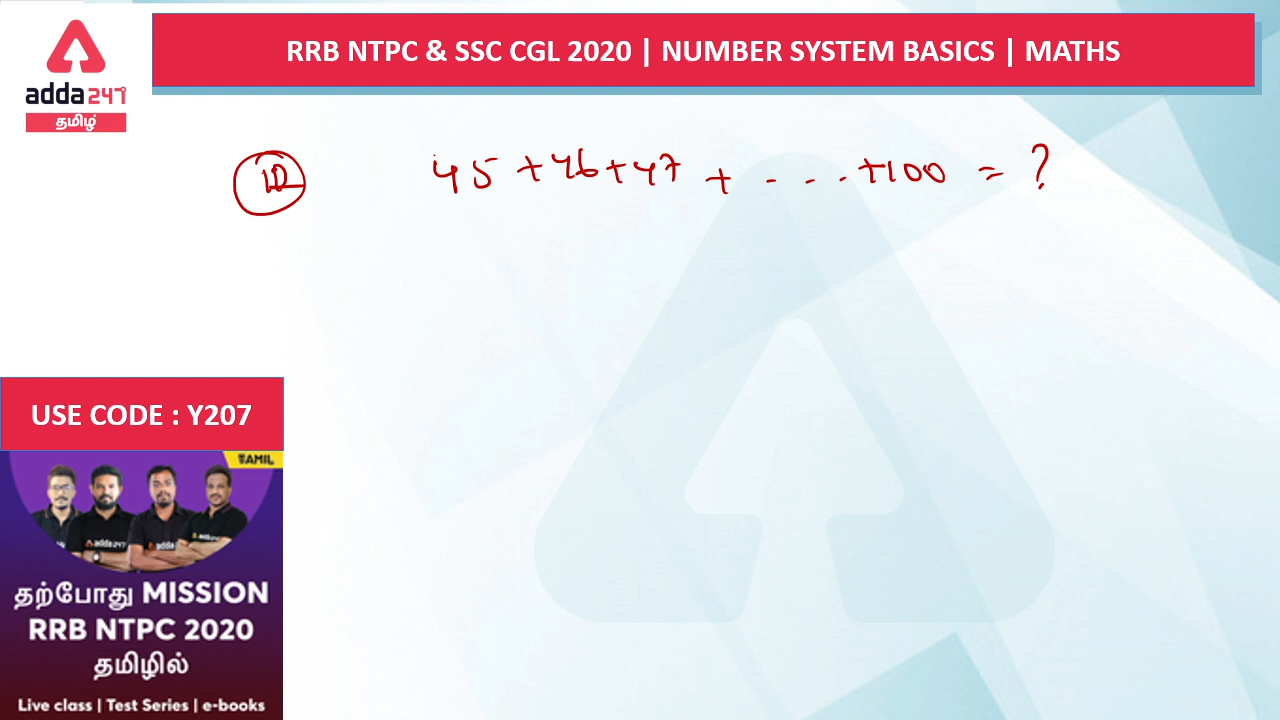 RRB NTPC & SSC CGL 2020 | NUMBER SYSTEM BASICS | MATHS
adda247
தமிழ்
45 + 46 + 47 + . . . . + 100 = ?
USE CODE : Y207
TAMIL
தற்போது MISSION
RRB NTPC 2020
தமிழில்
Live class | Test Series | e-books